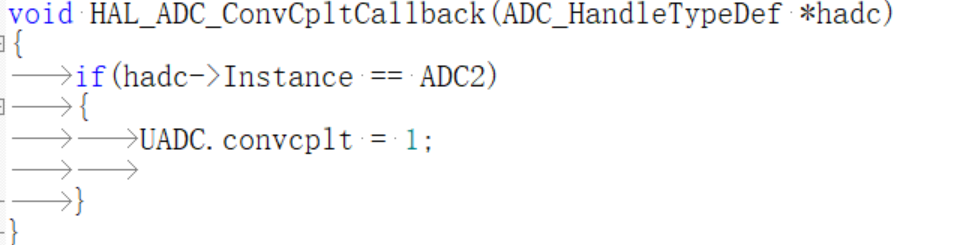 void HAL_ADC_ConvCpltCallback(ADC_HandleTypeDef *hadc)
{
if(hadc->Instance == ADC2)
{
UADC.convcplt = 1;
}
}